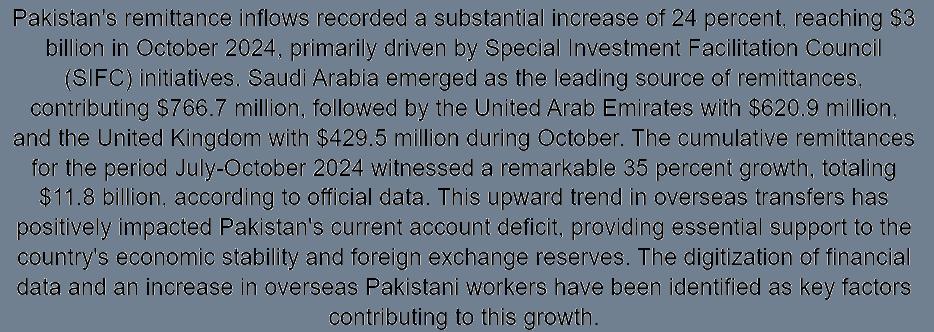 Pakistan's remittance inflows recorded a substantial increase of 24 percent, reaching $3
billion in October 2024, primarily driven by Special Investment Facilitation Council
(SIFC) initiatives. Saudi Arabia emerged as the leading source of remittances,
contributing $766.7 million, followed by the United Arab Emirates with $620.9 million,
and the United Kingdom with $429.5 million during October. The cumulative remittances
for the period July-October 2024 witnessed a remarkable 35 percent growth, totaling
$11.8 billion, according to official data. This upward trend in overseas transfers has
positively impacted Pakistan's current account deficit, providing essential support to the
country's economic stability and foreign exchange reserves. The digitization of financial
data and an increase in overseas Pakistani workers have been identified as key factors
contributing to this growth.